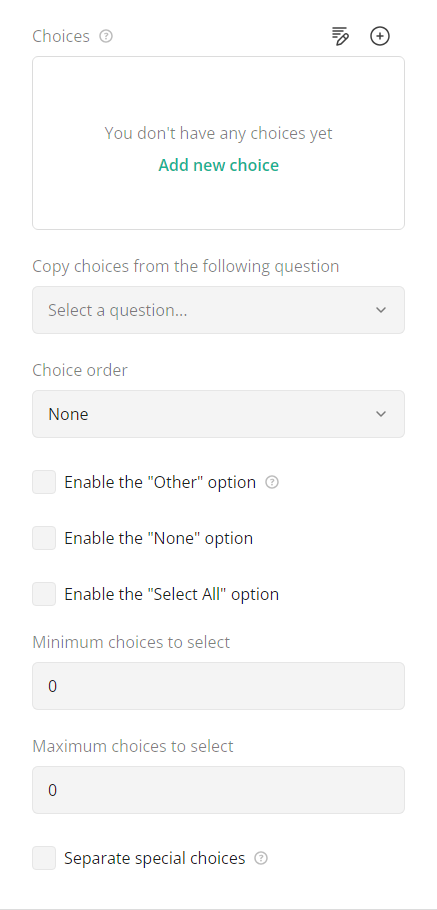 Choices
You don't have any choices yet
Add new choice
Copy choices from the following question
Select a question...
Choice order
None
Enable the "Other" option
Enable the "None" option
Enable the "Select All" option
Minimum choices to select
0
Maximum choices to select
0
Separate special choices